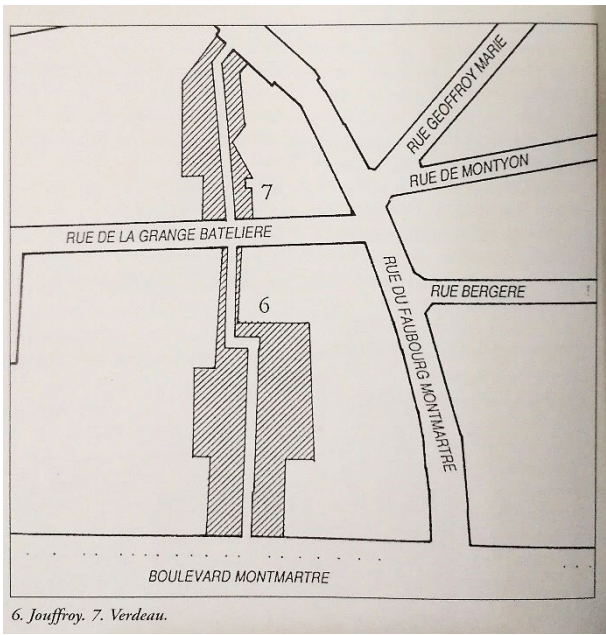 RUE GEOFFROY MARIE
RUE DE MONTYON
7
RUE DE LA GRANGE BATELIERE
RUE BERGERE
6
RUE DU FAUBOURG MONTMARTRE
BOULEVARD MONTMARTRE
6. Jouffroy. 7. Verdeau.